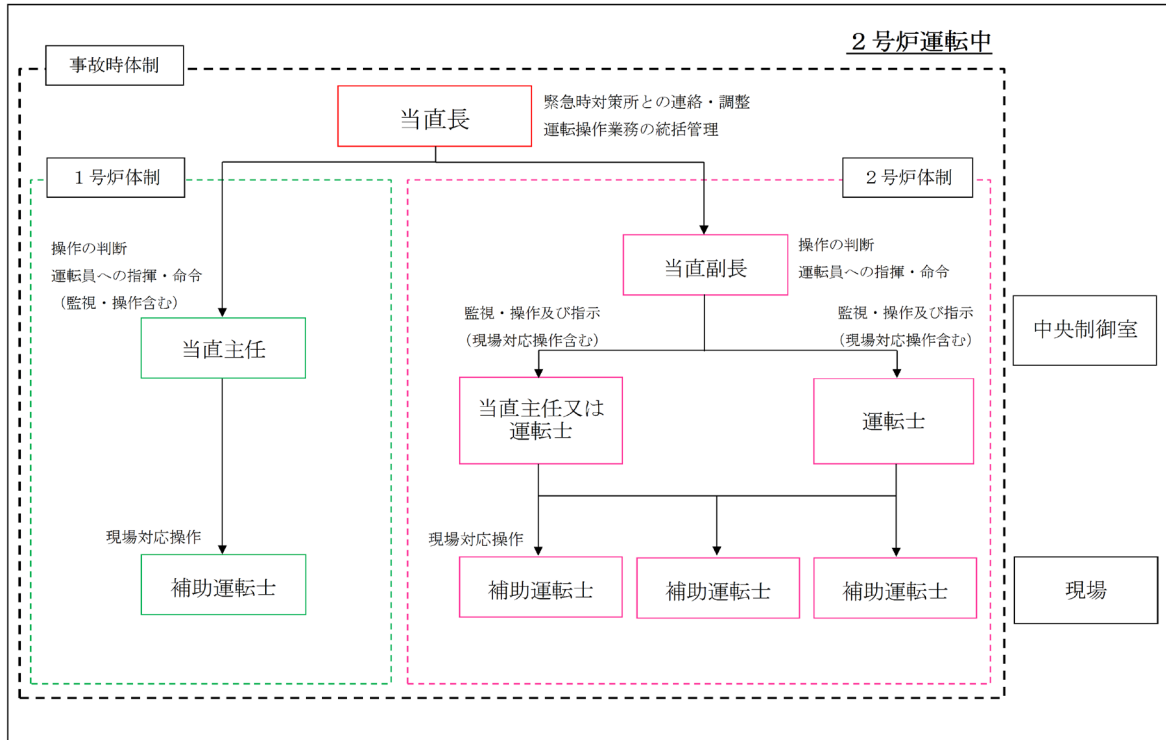 ２号炉運転中
事故時体制
当直長
緊急時対策所との連絡・調整
運転操作業務の統括管理
１号炉体制
２号炉体制
操作の判断
運転員への指揮・命令
（監視・操作含む）
当直主任
当直副長
操作の判断
運転員への指揮・命令
監視・操作及び指示
（現場対応操作含む）
監視・操作及び指示
（現場対応操作含む）
中央制御室
当直主任又は
運転士
運転士
現場対応操作
補助運転士
現場対応操作
補助運転士
補助運転士
補助運転士
現場